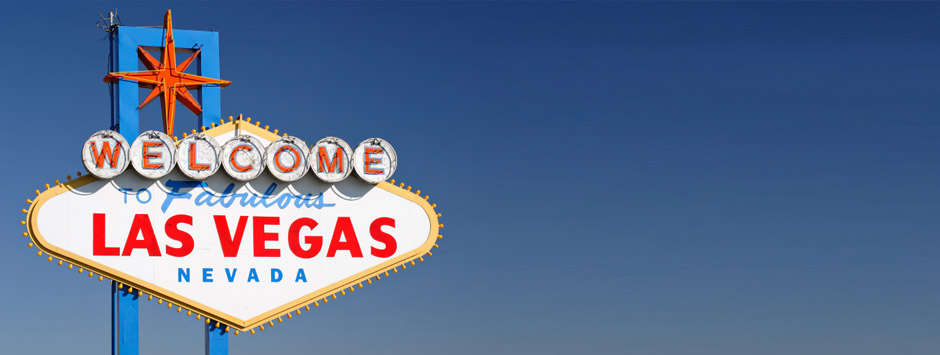 WELCOME
TO Fabulous
LAS VEGAS
NEVADA